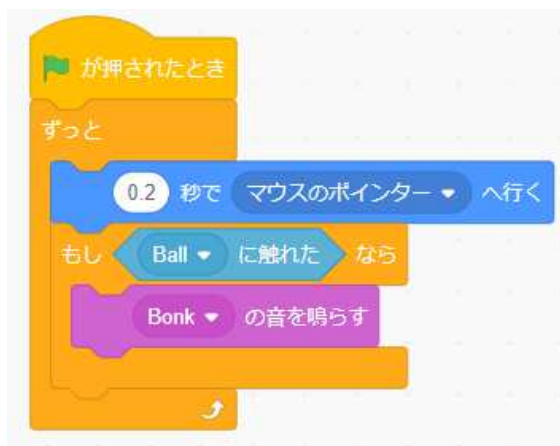 が押されたとき
ずっと
0.2 秒で マウスのポインター へ行く
もし Ball に触れた なら
Bonk の音を鳴らす